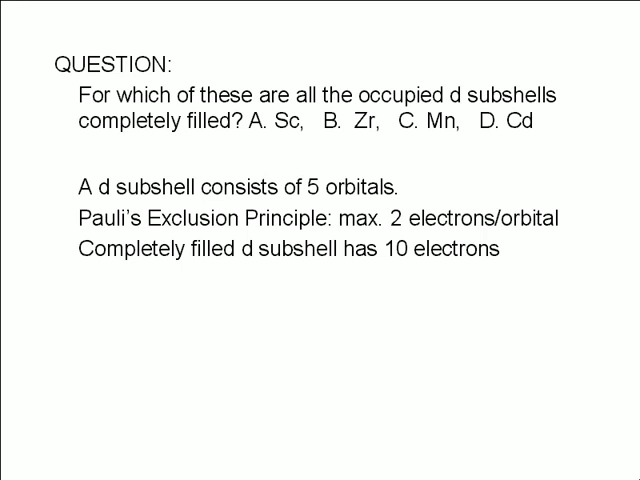 QUESTION:
For which of these are all the occupied d subshells
completely filled? A. Sc, B. Zr, C. Mn, D. Cd
A d subshell consists of 5 orbitals.
Pauli’s Exclusion Principle: max. 2 electrons/orbital
Completely filled d subshell has 10 electrons